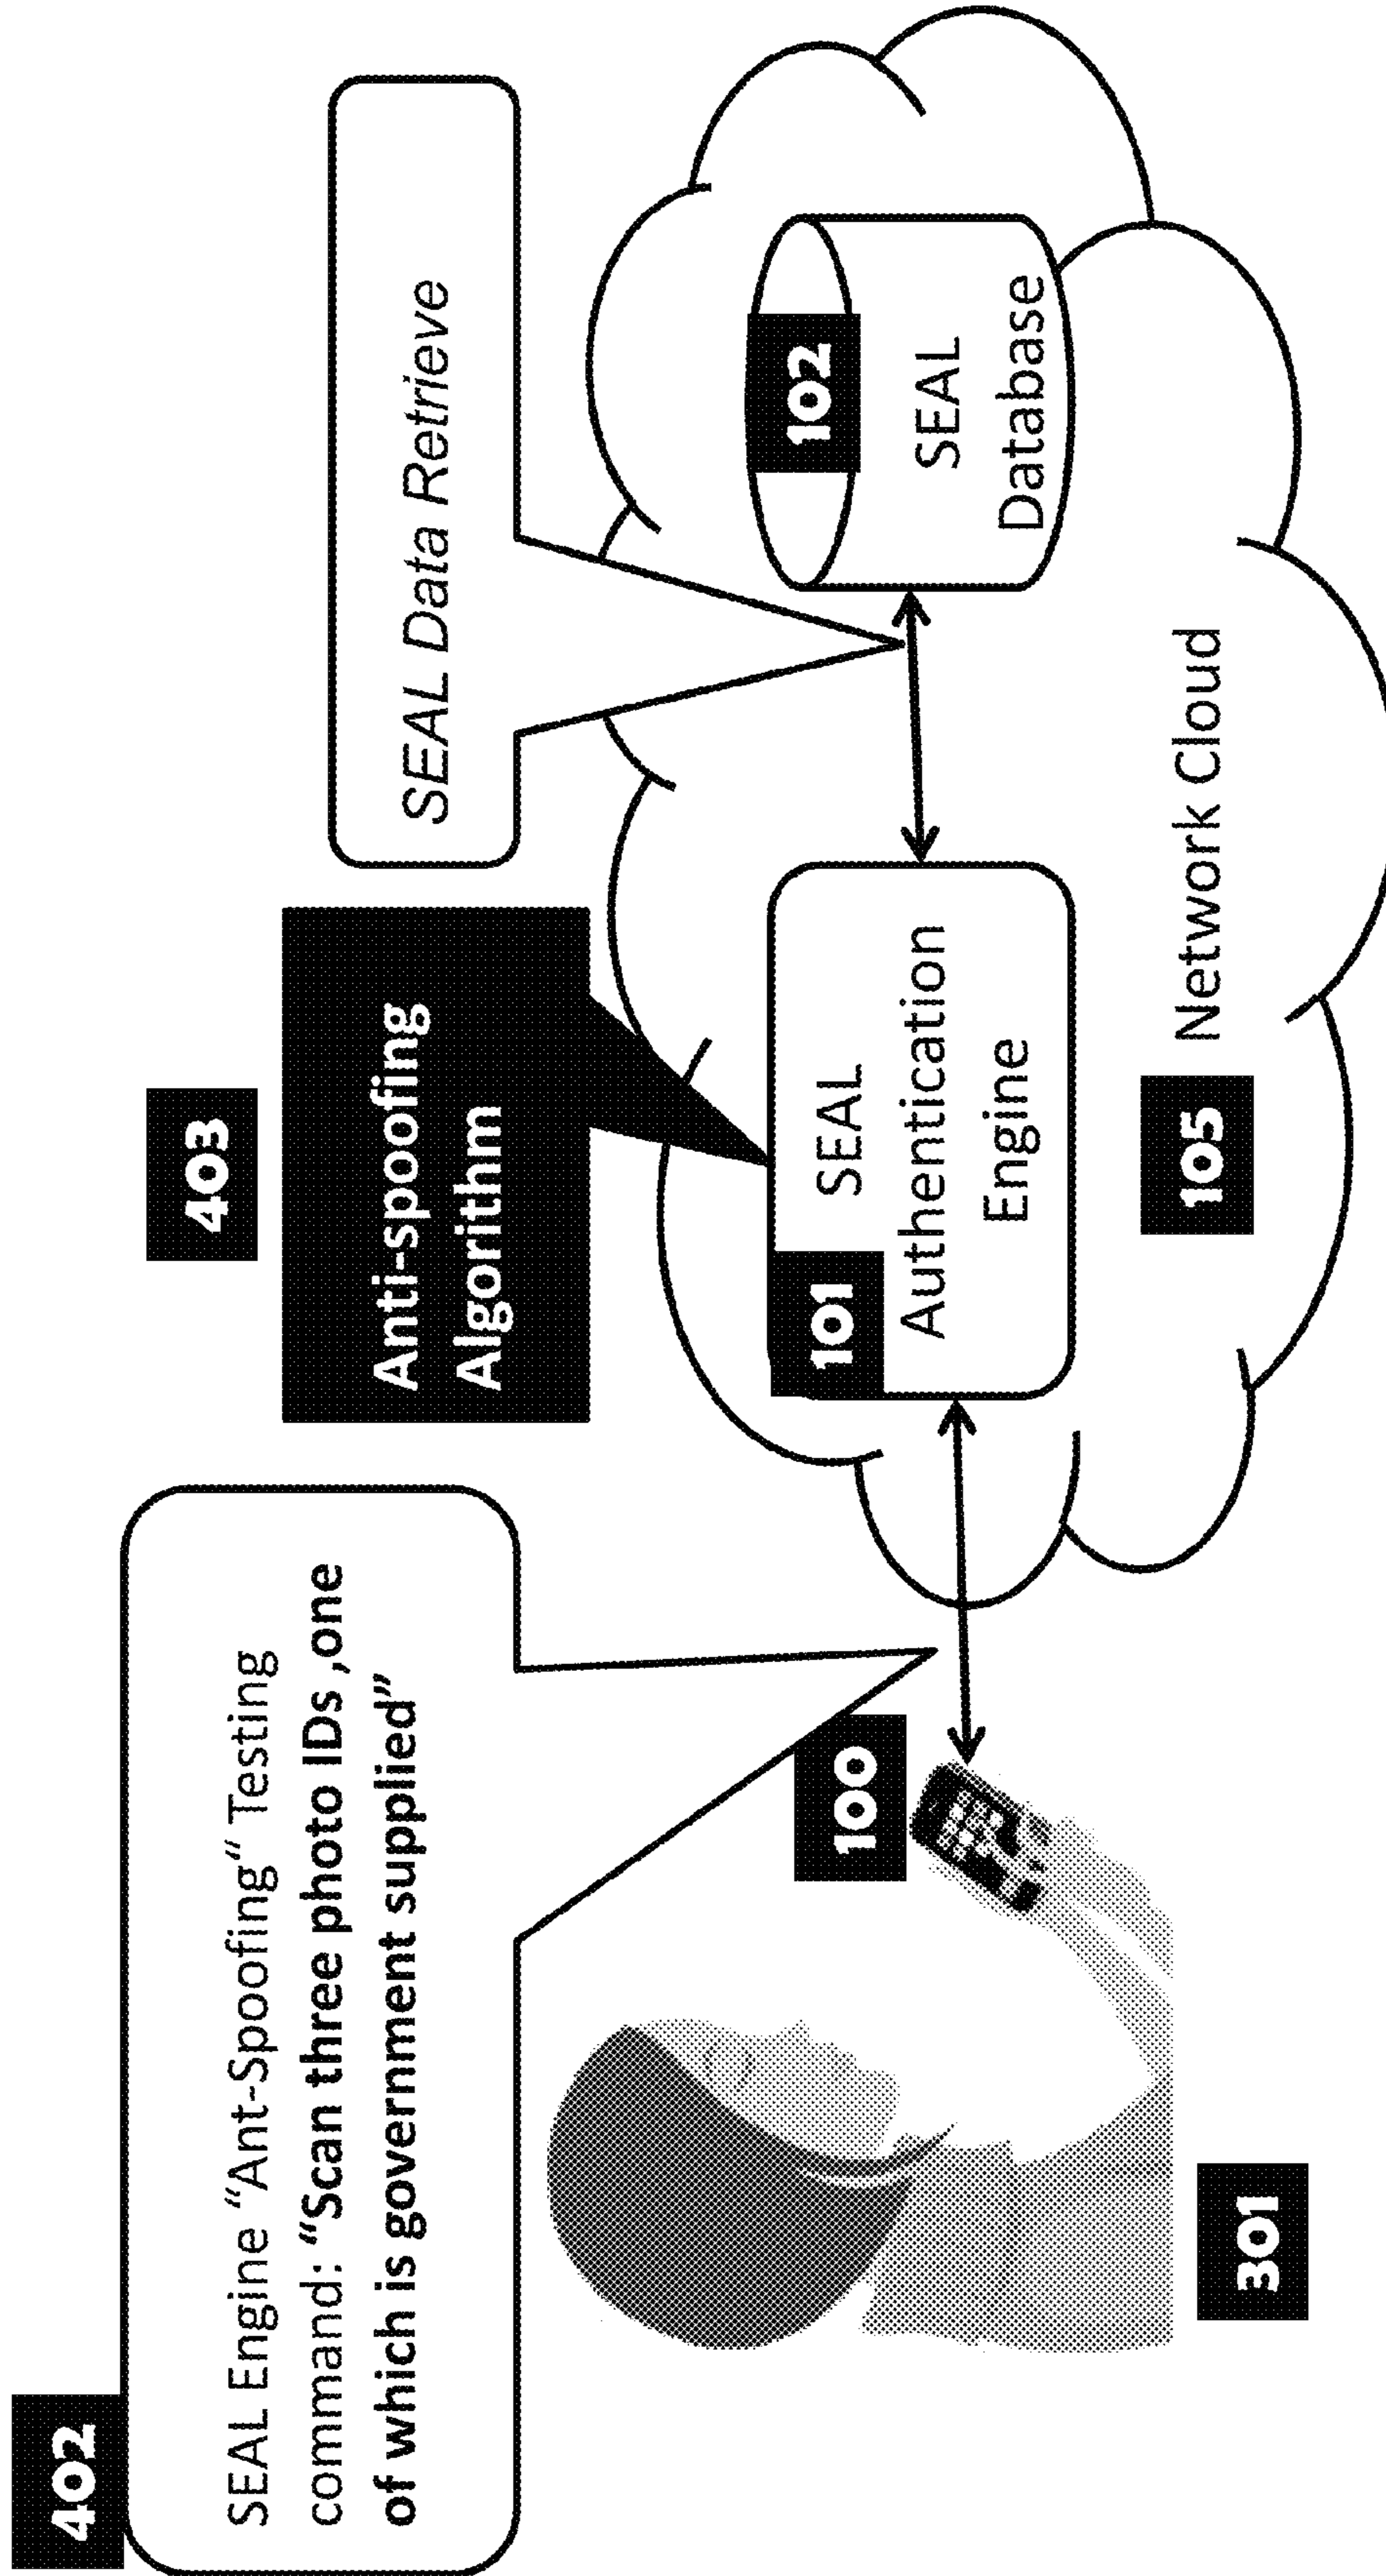 402
SEAL Engine “Ant-Spoofing” Testing
command: “Scan three photo IDs ,one
of which is government supplied”
403
Anti-spoofing
Algorithm
SEAL Data Retrieve
301
100
101
SEAL
Authentication
Engine
102
SEAL
Database
105
Network Cloud